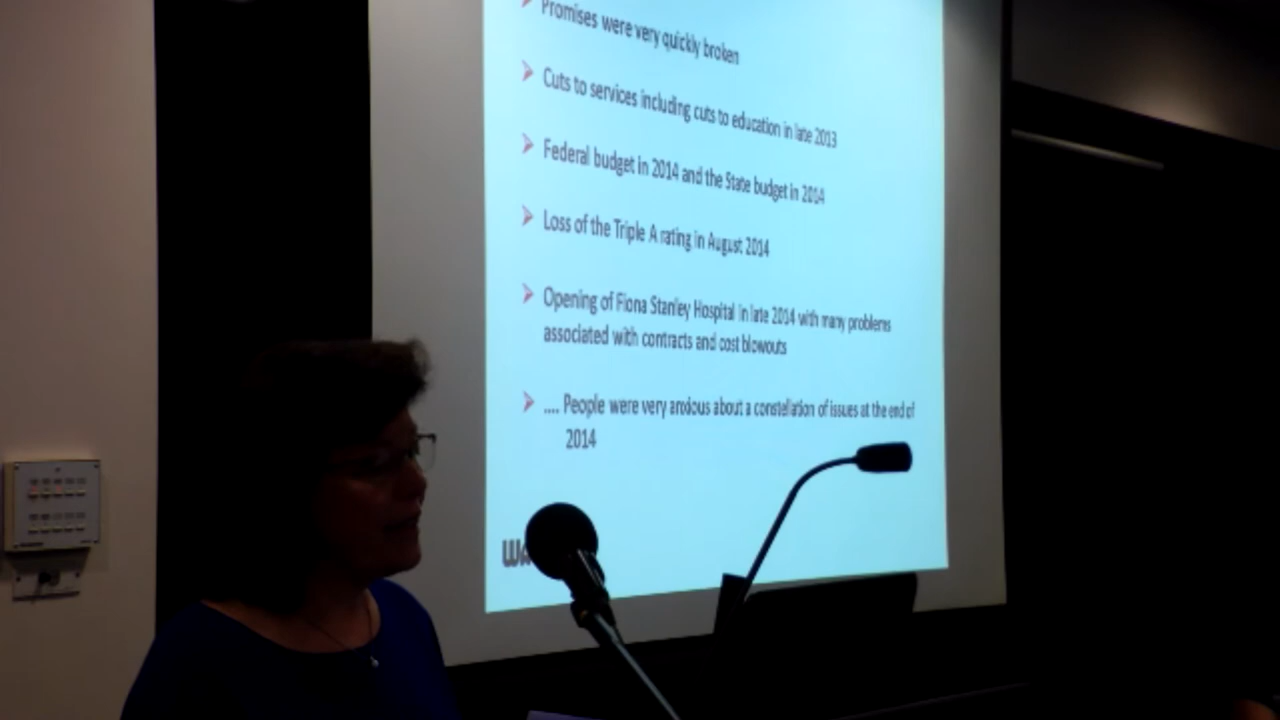 Promises were very quickly broken
Cuts to services including cuts to education in late 2013
Federal budget in 2014 and the State budget in 2014
Loss of the Triple A rating in August 2014
Opening of Fiona Stanley Hospital in late 2014 with many problems
associated with contracts and cost blowouts
.... People were very anxious about a constellation of issues at the end of
2014